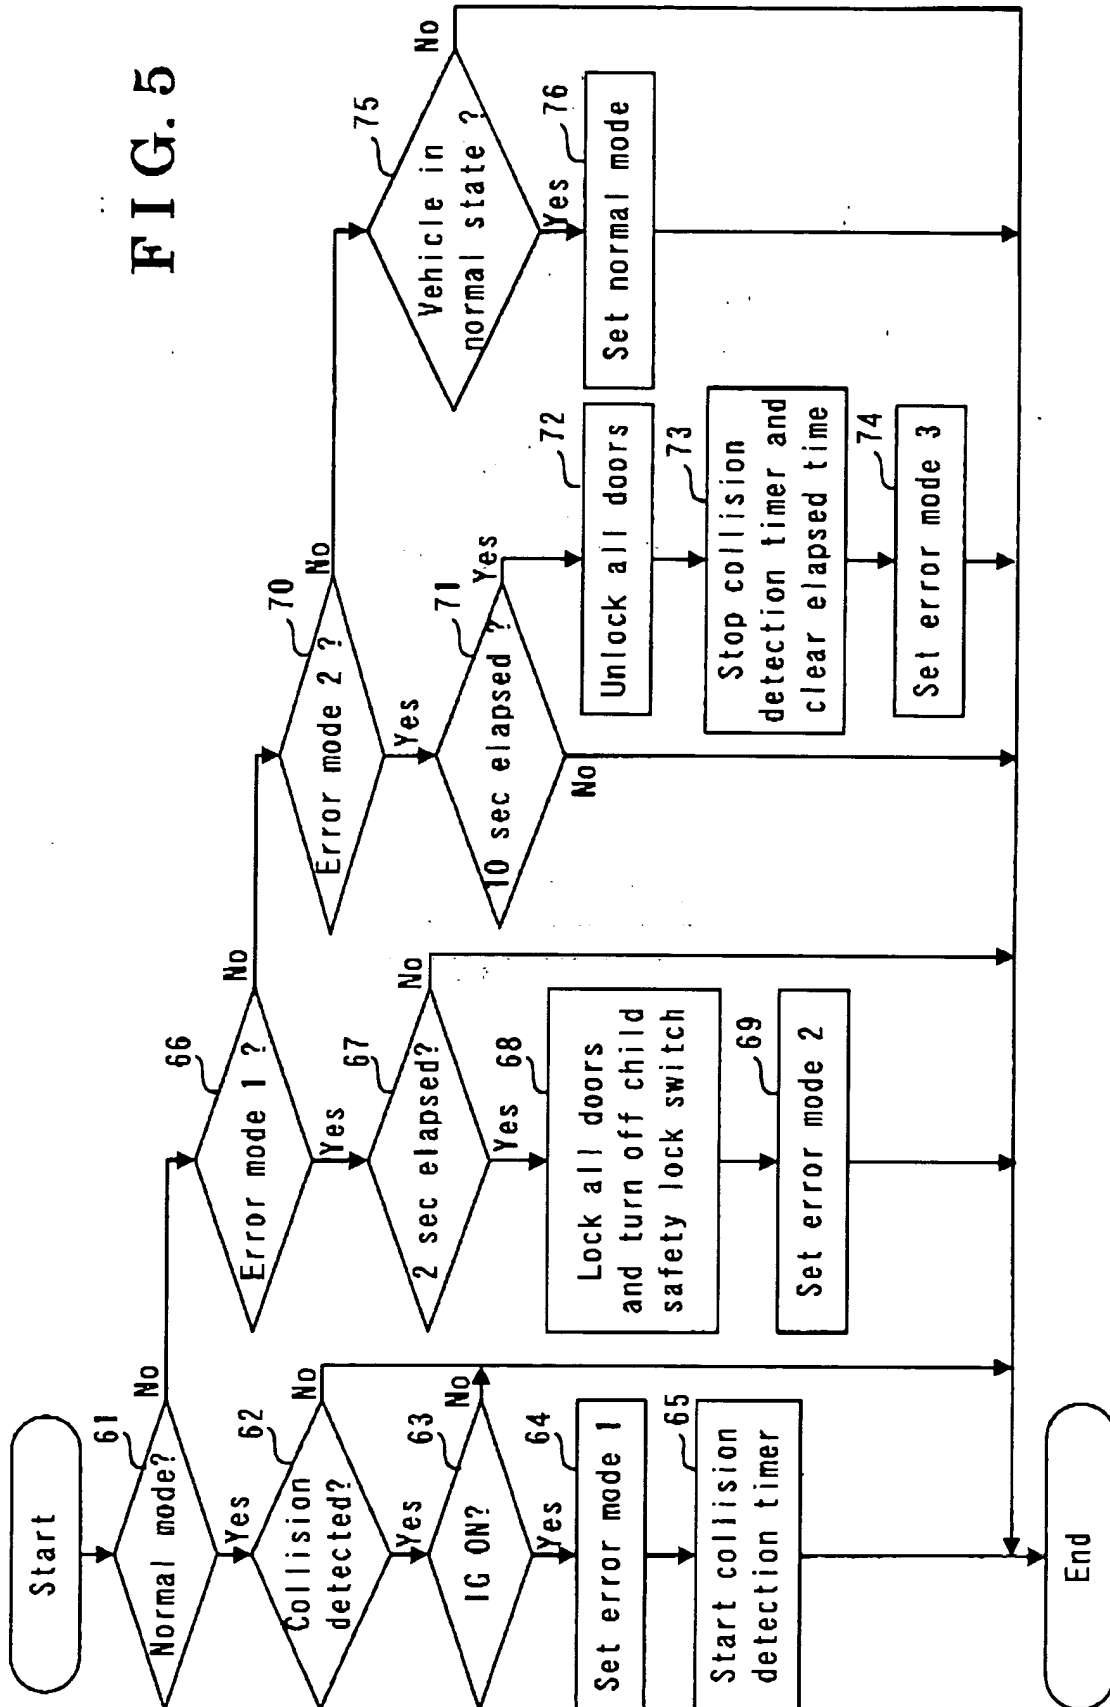 FIG. 5
Start
61
Normal mode?
No
Yes
62
Collision
detected?
No
Yes
63
IG ON?
No
Yes
64
Set error mode 1
65
Start collision
detection timer
66
Error mode 1 ?
No
Yes
67
2 sec elapsed?
No
Yes
68
Lock all doors
and turn off child
safety lock switch
69
Set error mode 2
70
Error mode 2 ?
No
Yes
71
10 sec elapsed ?
Yes
No
72
Unlock all doors
73
Stop collision
detection timer and
clear elapsed time
74
Set error mode 3
75
Vehicle in
normal state ?
No
Yes
76
Set normal mode
End